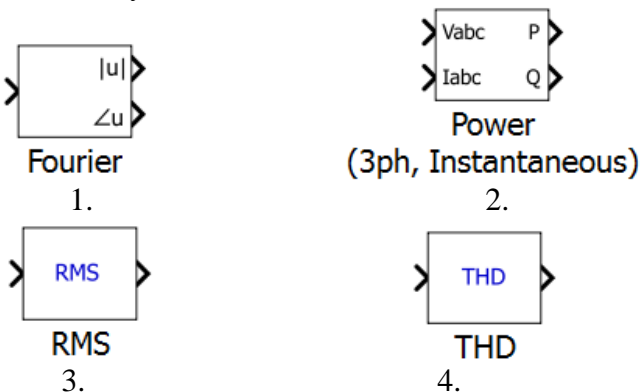 |u|
∠u
Fourier
1.
Vabc P
Iabc Q
Power
(3ph, Instantaneous)
2.
RMS
RMS
3.
THD
THD
4.